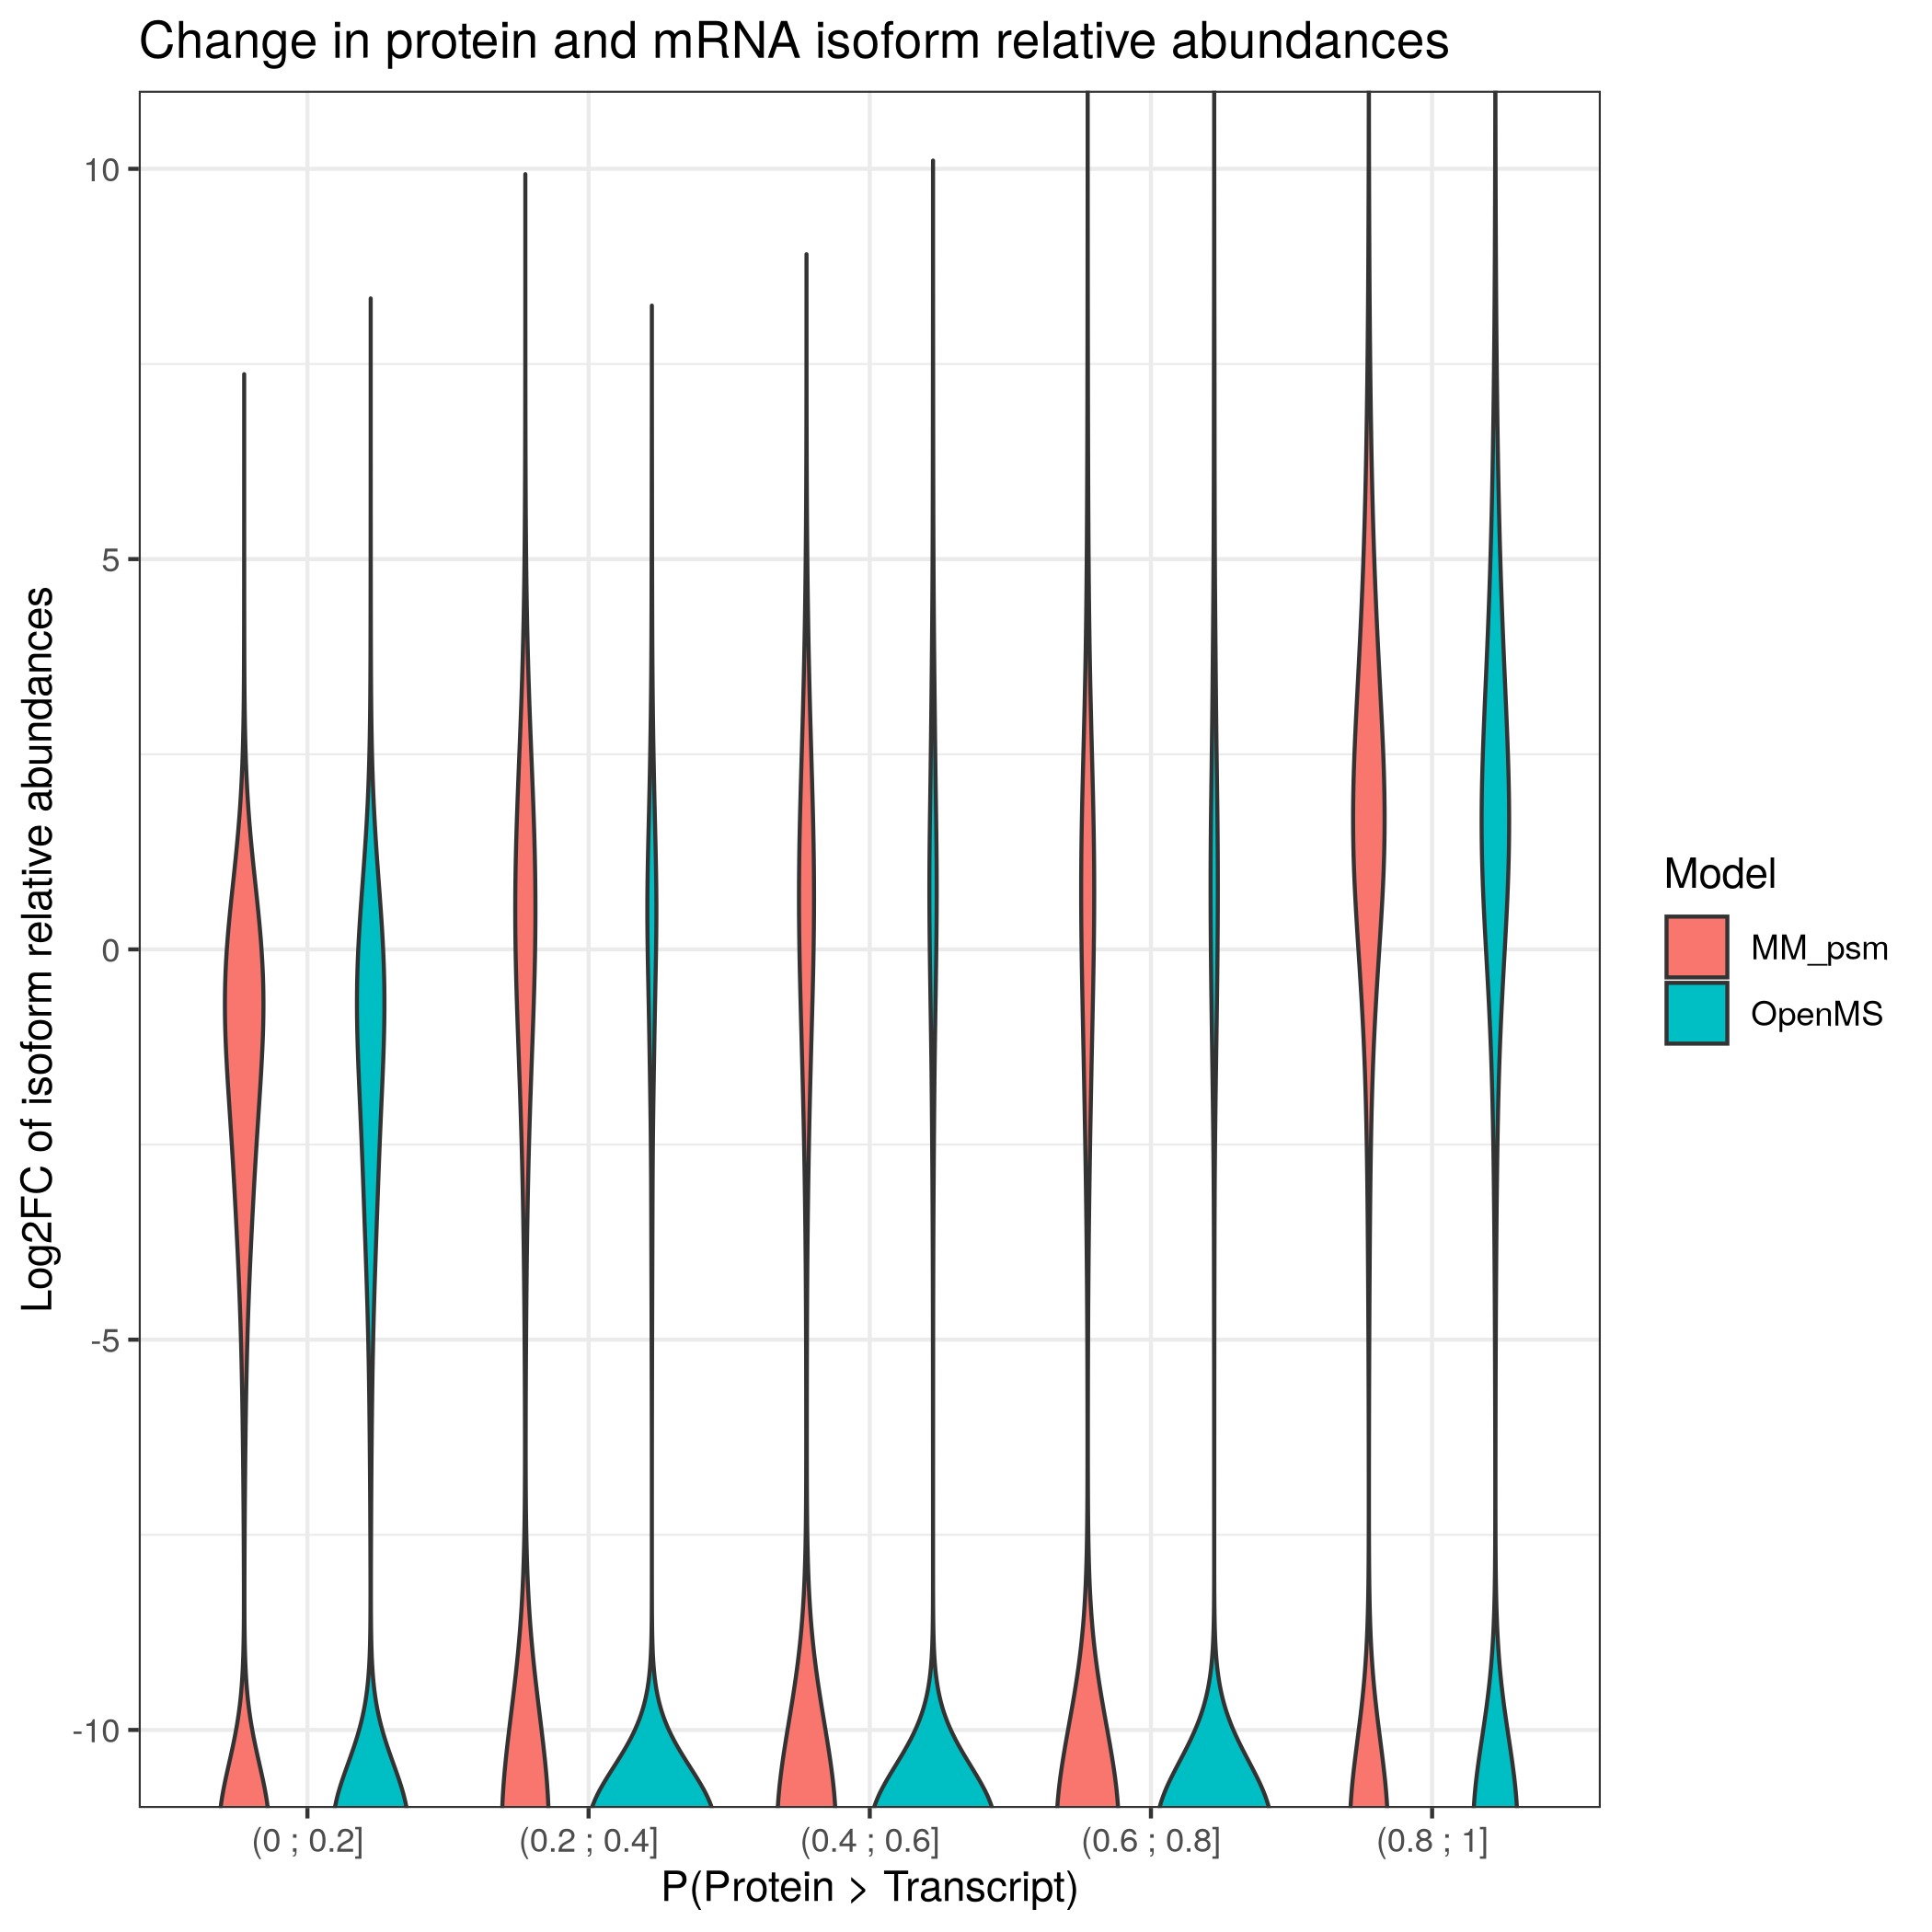 Change in protein and mRNA isoform relative abundances
Log2FC of isoform relative abundances
10
5
0
-5
-10
(0 ; 0.2]
(0.2 ; 0.4]
(0.4 ; 0.6]
(0.6 ; 0.8]
(0.8 ; 1]
P(Protein > Transcript)
Model
MM_psm
OpenMS